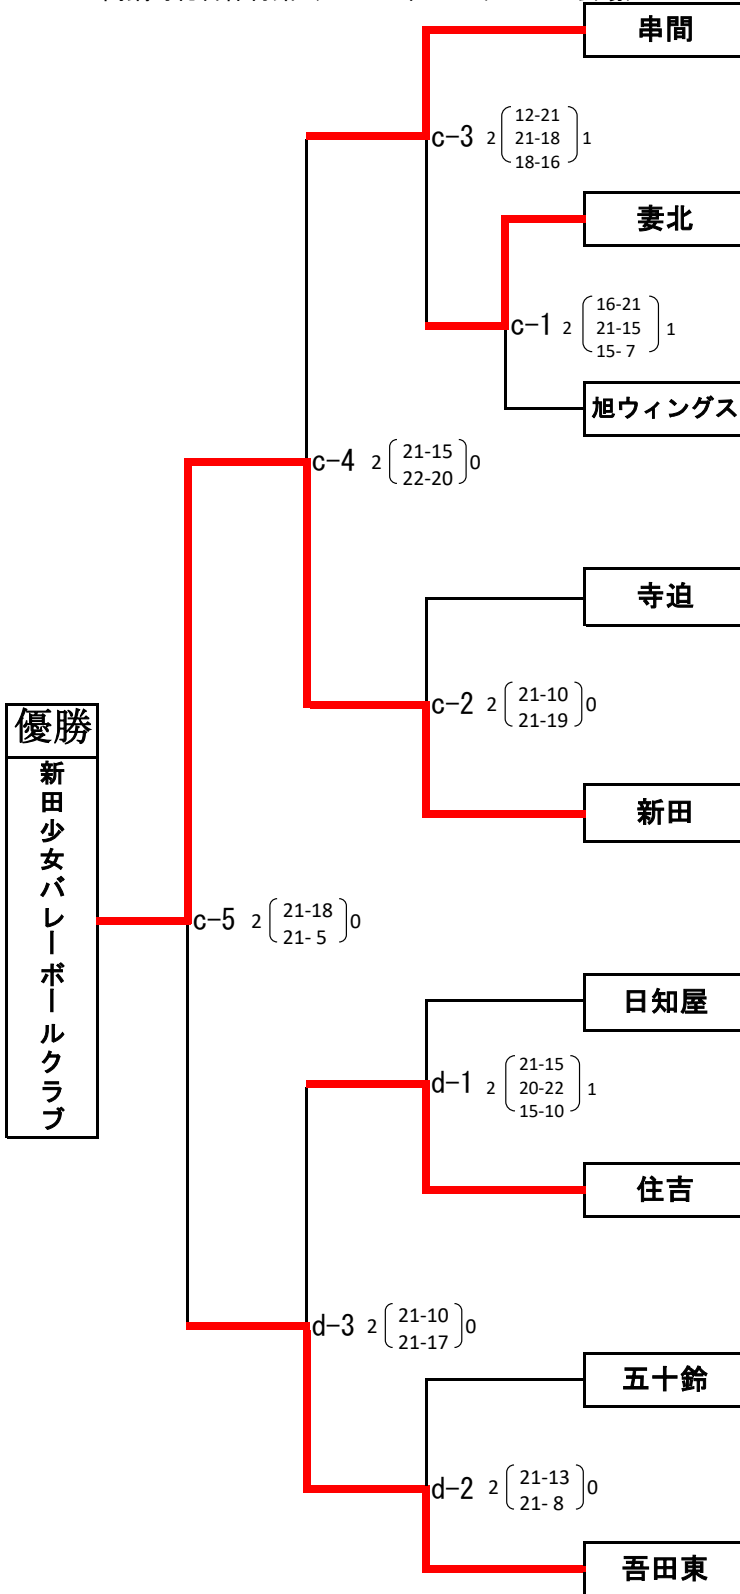 串間
c-3 2 12-21 1
21-18
18-16
妻北
c-1 2 16-21 1
21-15
15- 7
旭ウィングス
c-4 2 21-15 0
22-20
寺迫
c-2 2 21-10 0
21-19
新田
優勝
新田少女バレーボールクラブ
c-5 2 21-18 0
21- 5
日知屋
d-1 2 21-15 1
20-22
15-10
住吉
d-3 2 21-10 0
21-17
五十鈴
d-2 2 21-13 0
21- 8
吾田東